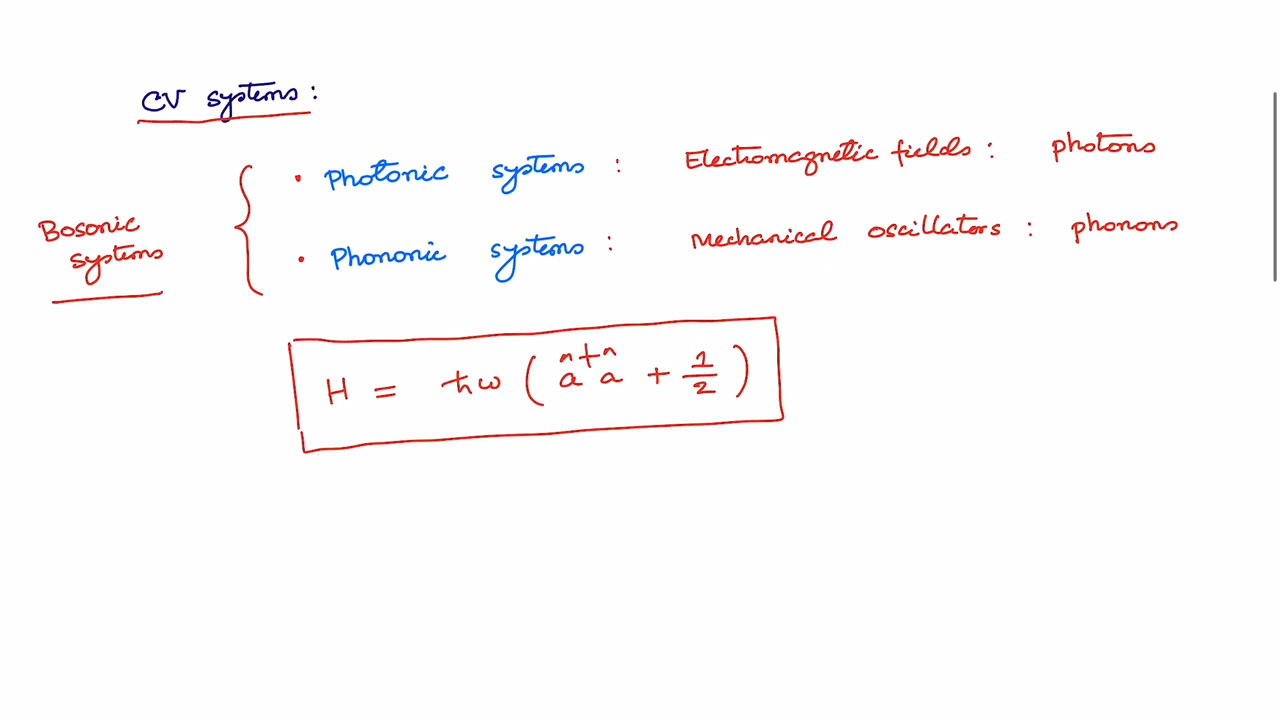 CV systems:
• Photonic systems : Electromagnetic fields : photons
Bosonic systems
• Phononic systems : Mechanical oscillators : phonons
H = ħω ( â†â + 1/2 )